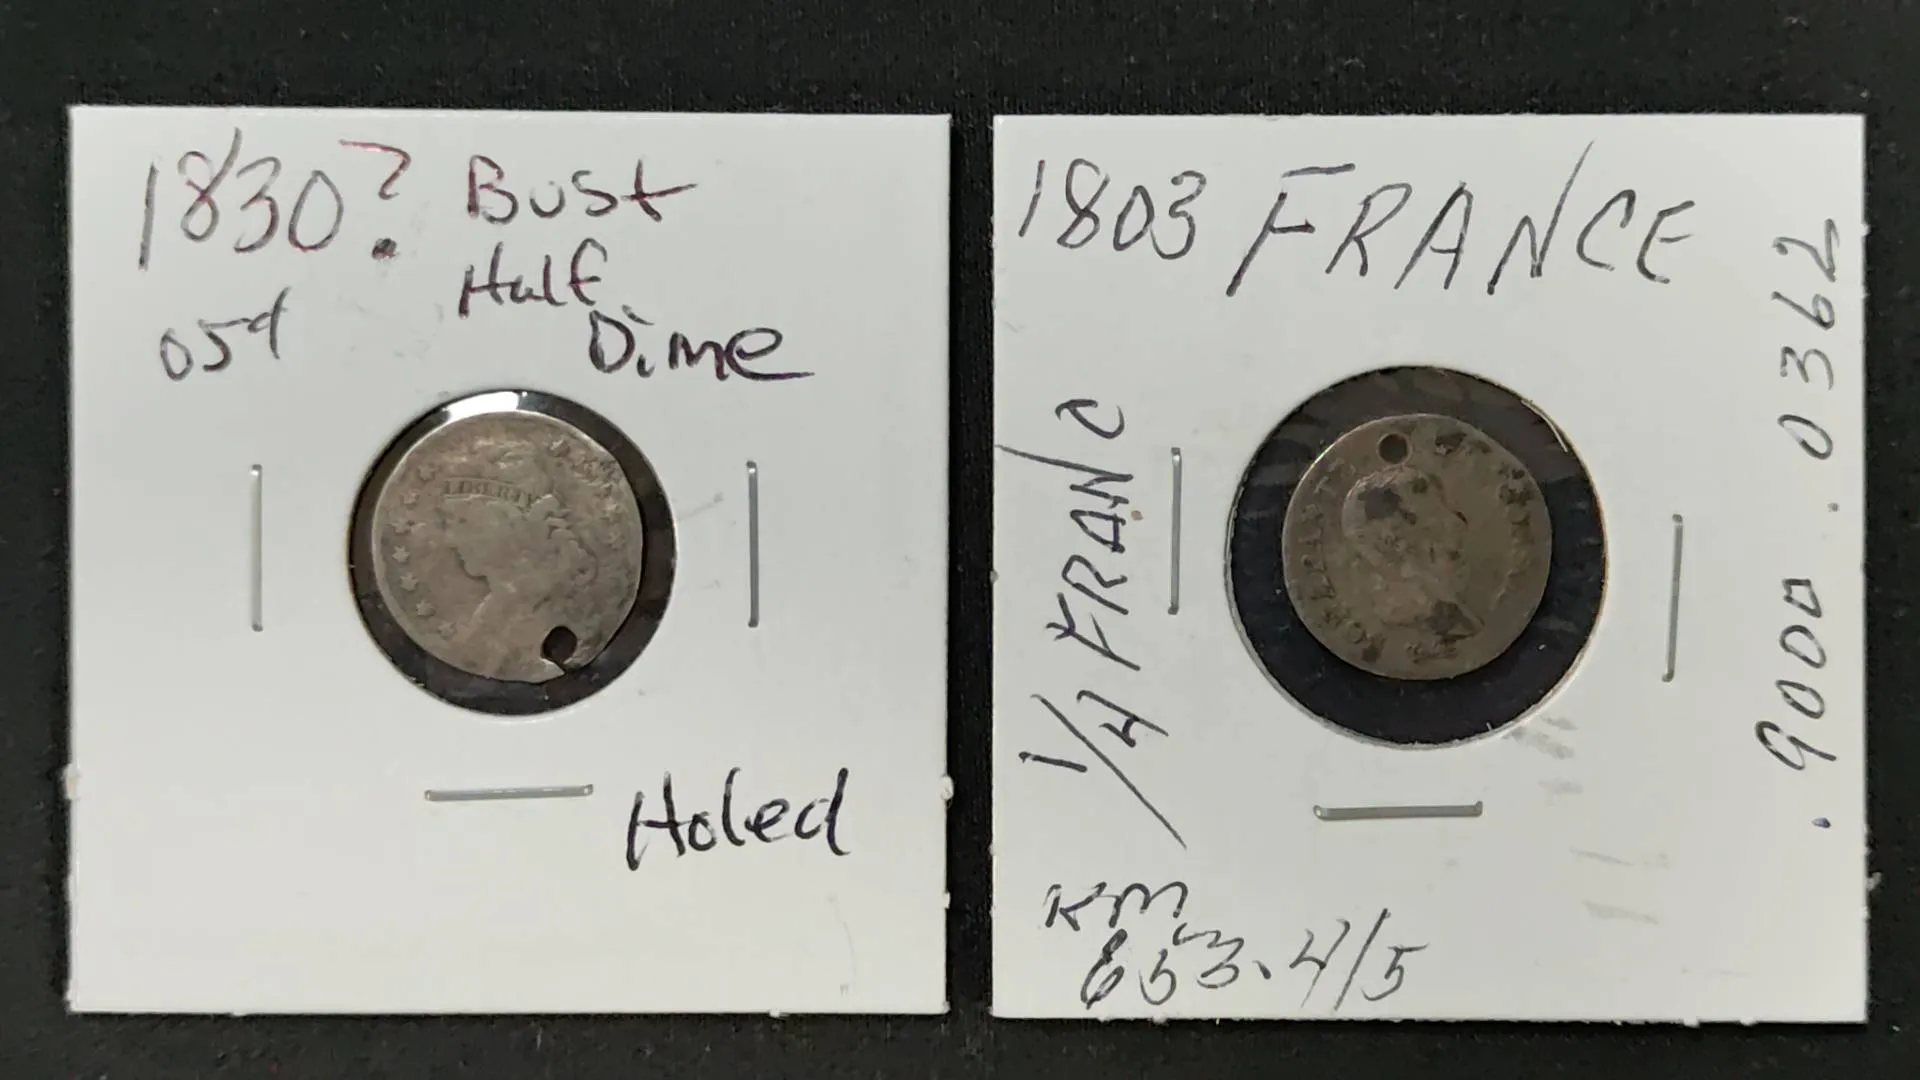 1830? Bust
Half
05¢
Dime
LIBERTY
Holed
1803 FRANCE
1/4 FRANC
.9000 .0362
KM
653.4/5